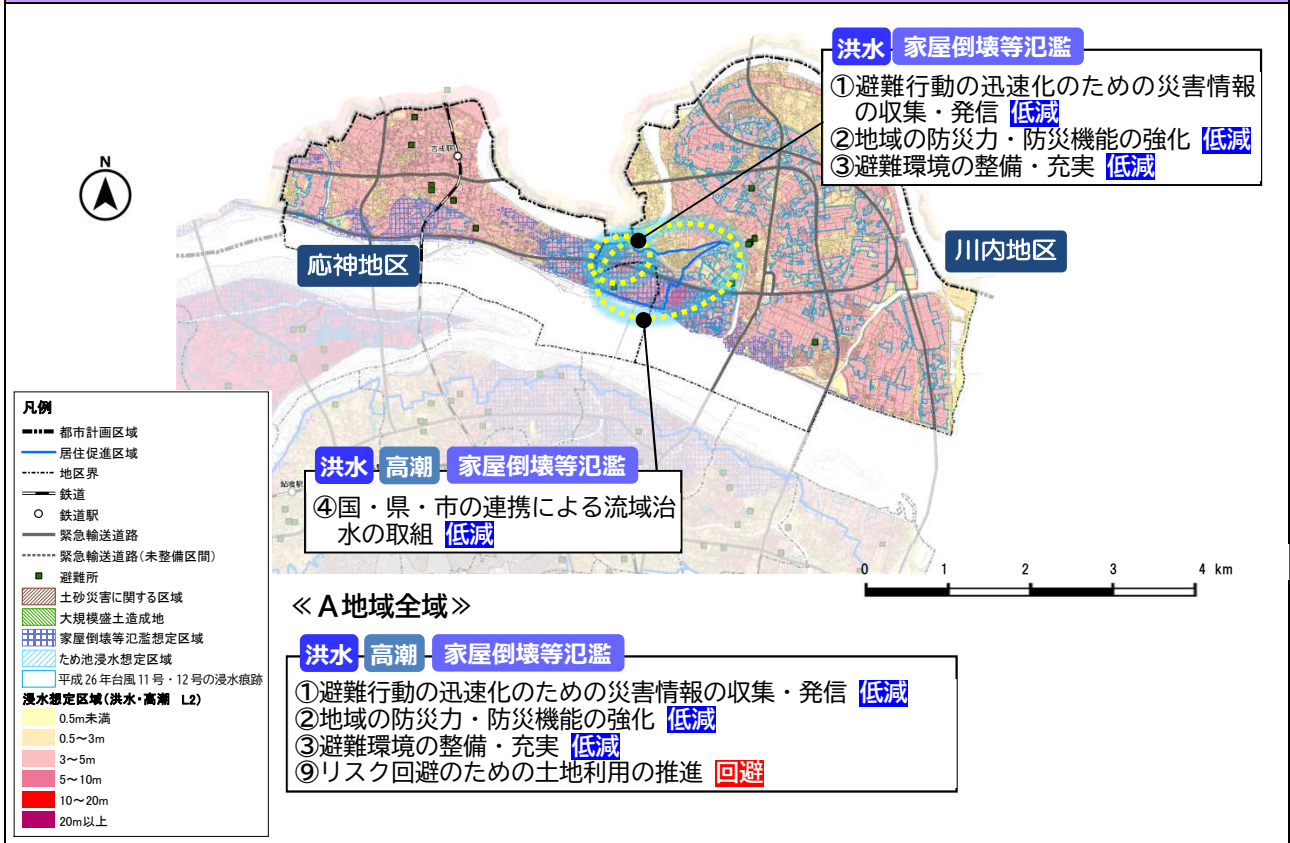 洪水 家屋倒壊等氾濫
①避難行動の迅速化のための災害情報
の収集・発信 低減
②地域の防災力・防災機能の強化 低減
③避難環境の整備・充実 低減
N
吉成駅
応神地区
川内地区
洪水 高潮 家屋倒壊等氾濫
④国・県・市の連携による流域治
水の取組 低減
鮎喰駅
凡例
都市計画区域
居住促進区域
地区界
鉄道
鉄道駅
緊急輸送道路
緊急輸送道路(未整備区間)
避難所
土砂災害に関する区域
大規模盛土造成地
家屋倒壊等氾濫想定区域
ため池浸水想定区域
平成26年台風11号・12号の浸水痕跡
浸水想定区域(洪水・高潮 L2)
0.5m未満
0.5～3m
3～5m
5～10m
10～20m
20m以上
0 1 2 3 4 km
≪A地域全域≫
洪水 高潮 家屋倒壊等氾濫
①避難行動の迅速化のための災害情報の収集・発信 低減
②地域の防災力・防災機能の強化 低減
③避難環境の整備・充実 低減
⑨リスク回避のための土地利用の推進 回避